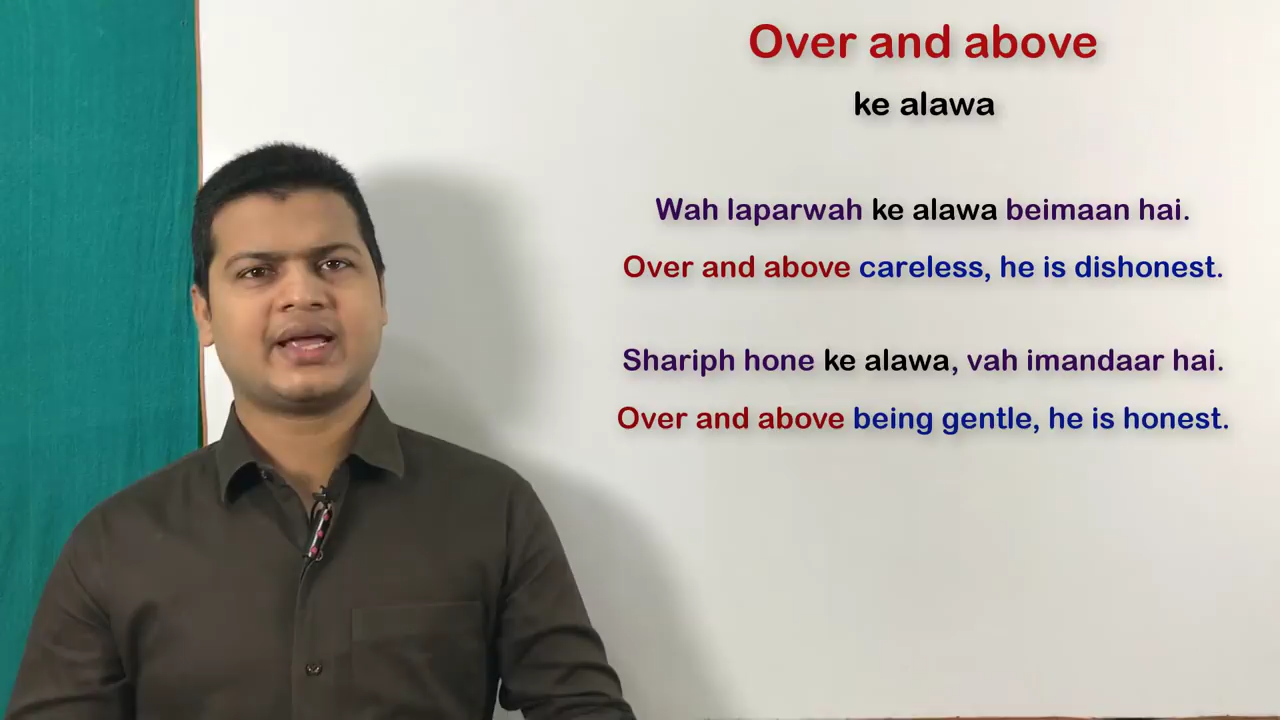 Over and above
ke alawa
Wah laparwah ke alawa beimaan hai.
Over and above careless, he is dishonest.
Shariph hone ke alawa, vah imandaar hai.
Over and above being gentle, he is honest.